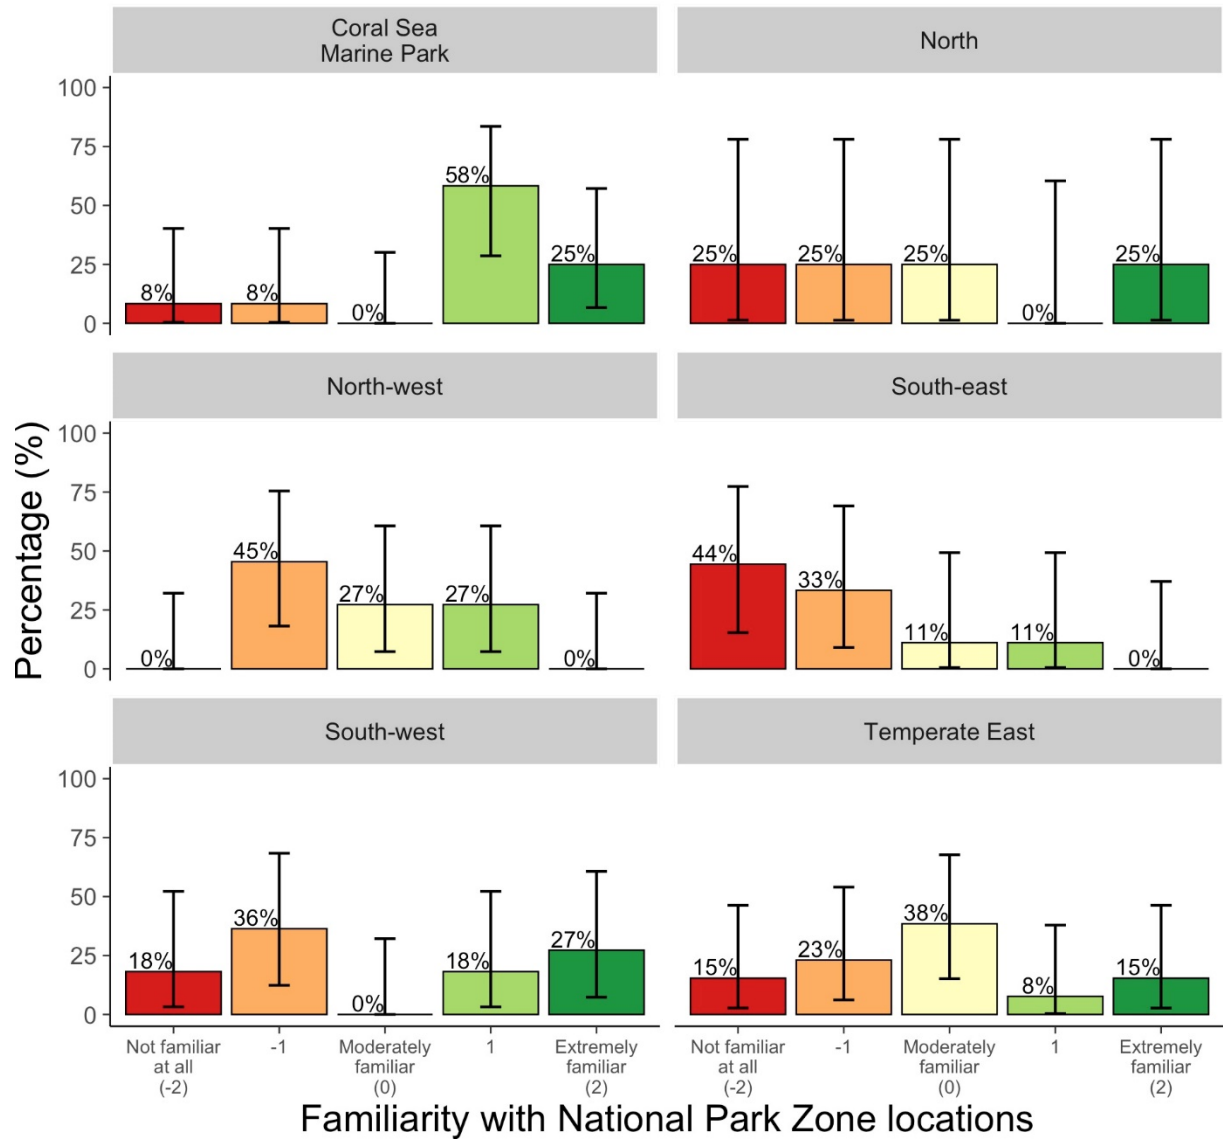 Coral Sea
Marine Park
North
100
75
50
25
0
8%
8%
0%
58%
25%
25%
25%
25%
0%
25%
North-west
South-east
Percentage (%)
100
75
50
25
0
0%
45%
27%
27%
0%
44%
33%
11%
11%
0%
South-west
Temperate East
100
75
50
25
0
18%
36%
0%
18%
27%
15%
23%
38%
8%
15%
Not familiar
at all
(-2)
-1
Moderately
familiar
(0)
1
Extremely
familiar
(2)
Not familiar
at all
(-2)
-1
Moderately
familiar
(0)
1
Extremely
familiar
(2)
Familiarity with National Park Zone locations